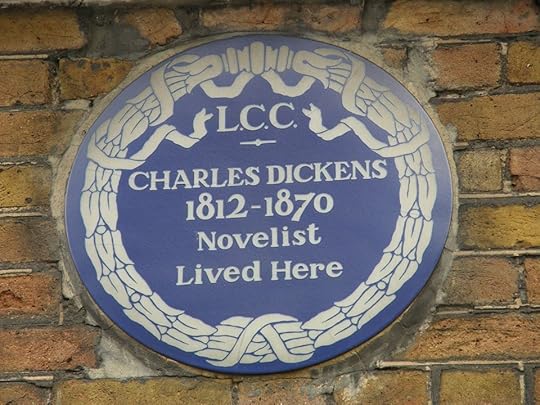 L.C.C.
CHARLES DICKENS
1812-1870
Novelist
Lived Here